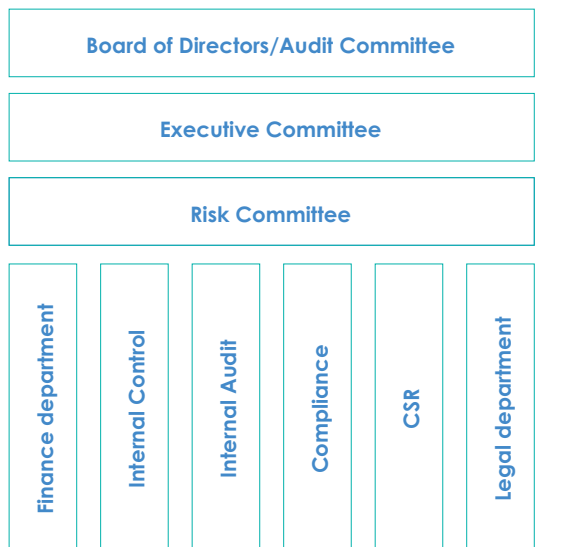 Board of Directors/Audit Committee
Executive Committee
Risk Committee
Finance department
Internal Control
Internal Audit
Compliance
CSR
Legal department